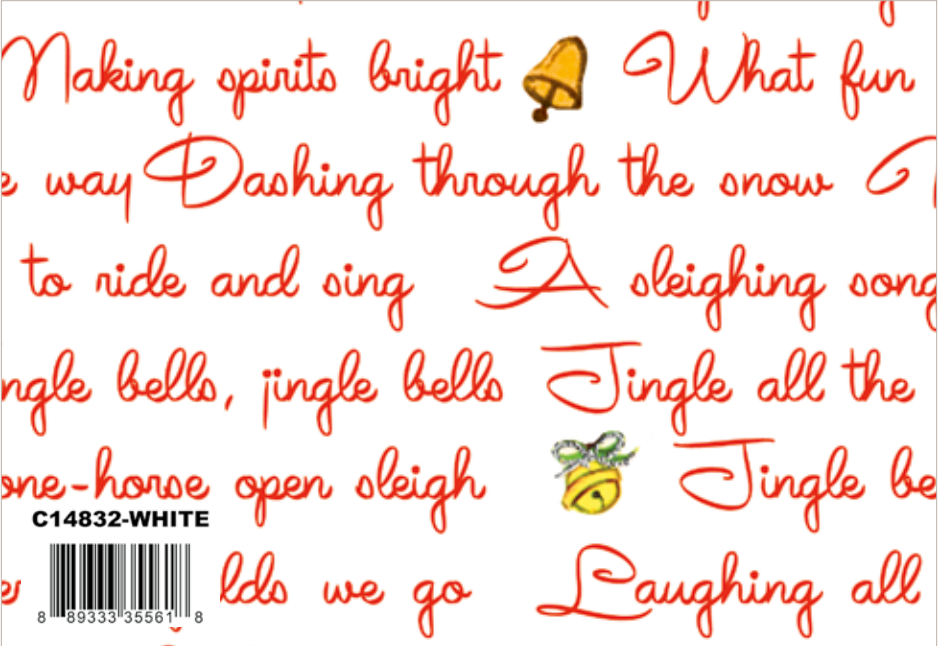 Making spirits bright What fun
e way Dashing through the snow
to ride and sing A sleighing song
ngle bells, jingle bells Jingle all the
one-horse open sleigh Jingle be
C14832-WHITE
lds we go Laughing all
8 89333 35561 8